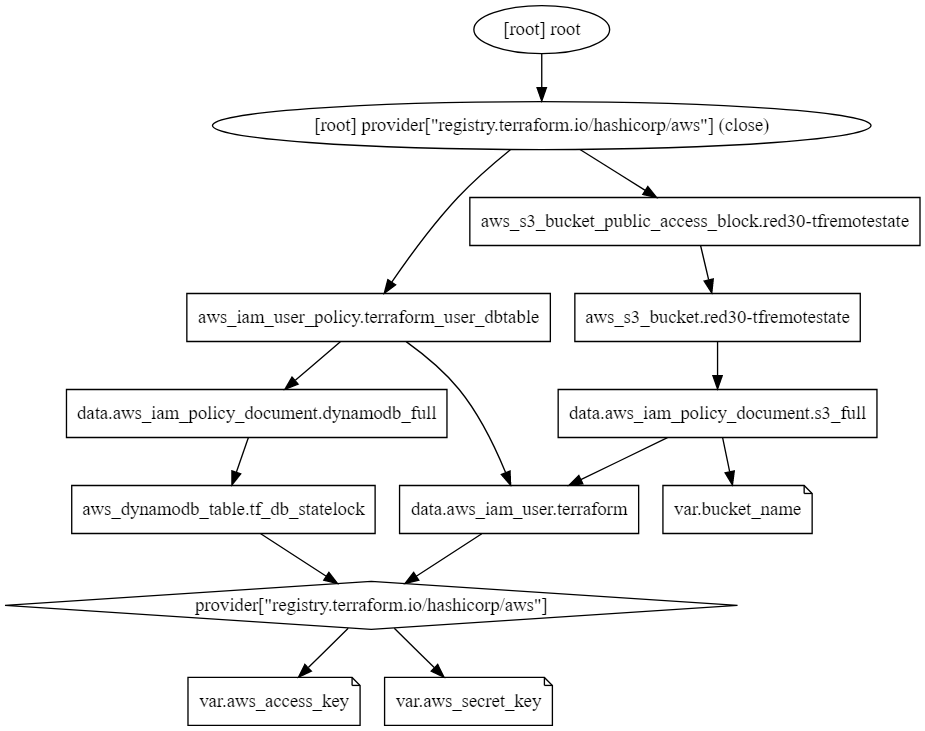 [root] root
[root] provider["registry.terraform.io/hashicorp/aws"] (close)
aws_s3_bucket_public_access_block.red30-tfremotestate
aws_iam_user_policy.terraform_user_dbtable
aws_s3_bucket.red30-tfremotestate
data.aws_iam_policy_document.dynamodb_full
data.aws_iam_policy_document.s3_full
aws_dynamodb_table.tf_db_statelock
data.aws_iam_user.terraform
var.bucket_name
provider["registry.terraform.io/hashicorp/aws"]
var.aws_access_key
var.aws_secret_key